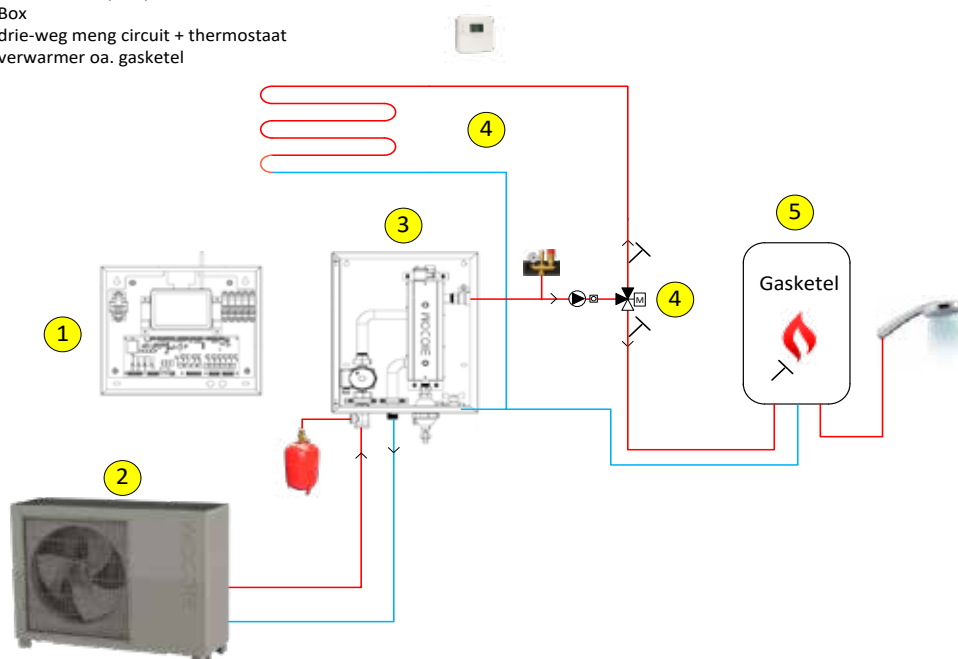 Box
drie-weg meng circuit + thermostaat
verwarmer oa. gasketel
4
5
3
Gasketel
4
M
1
2